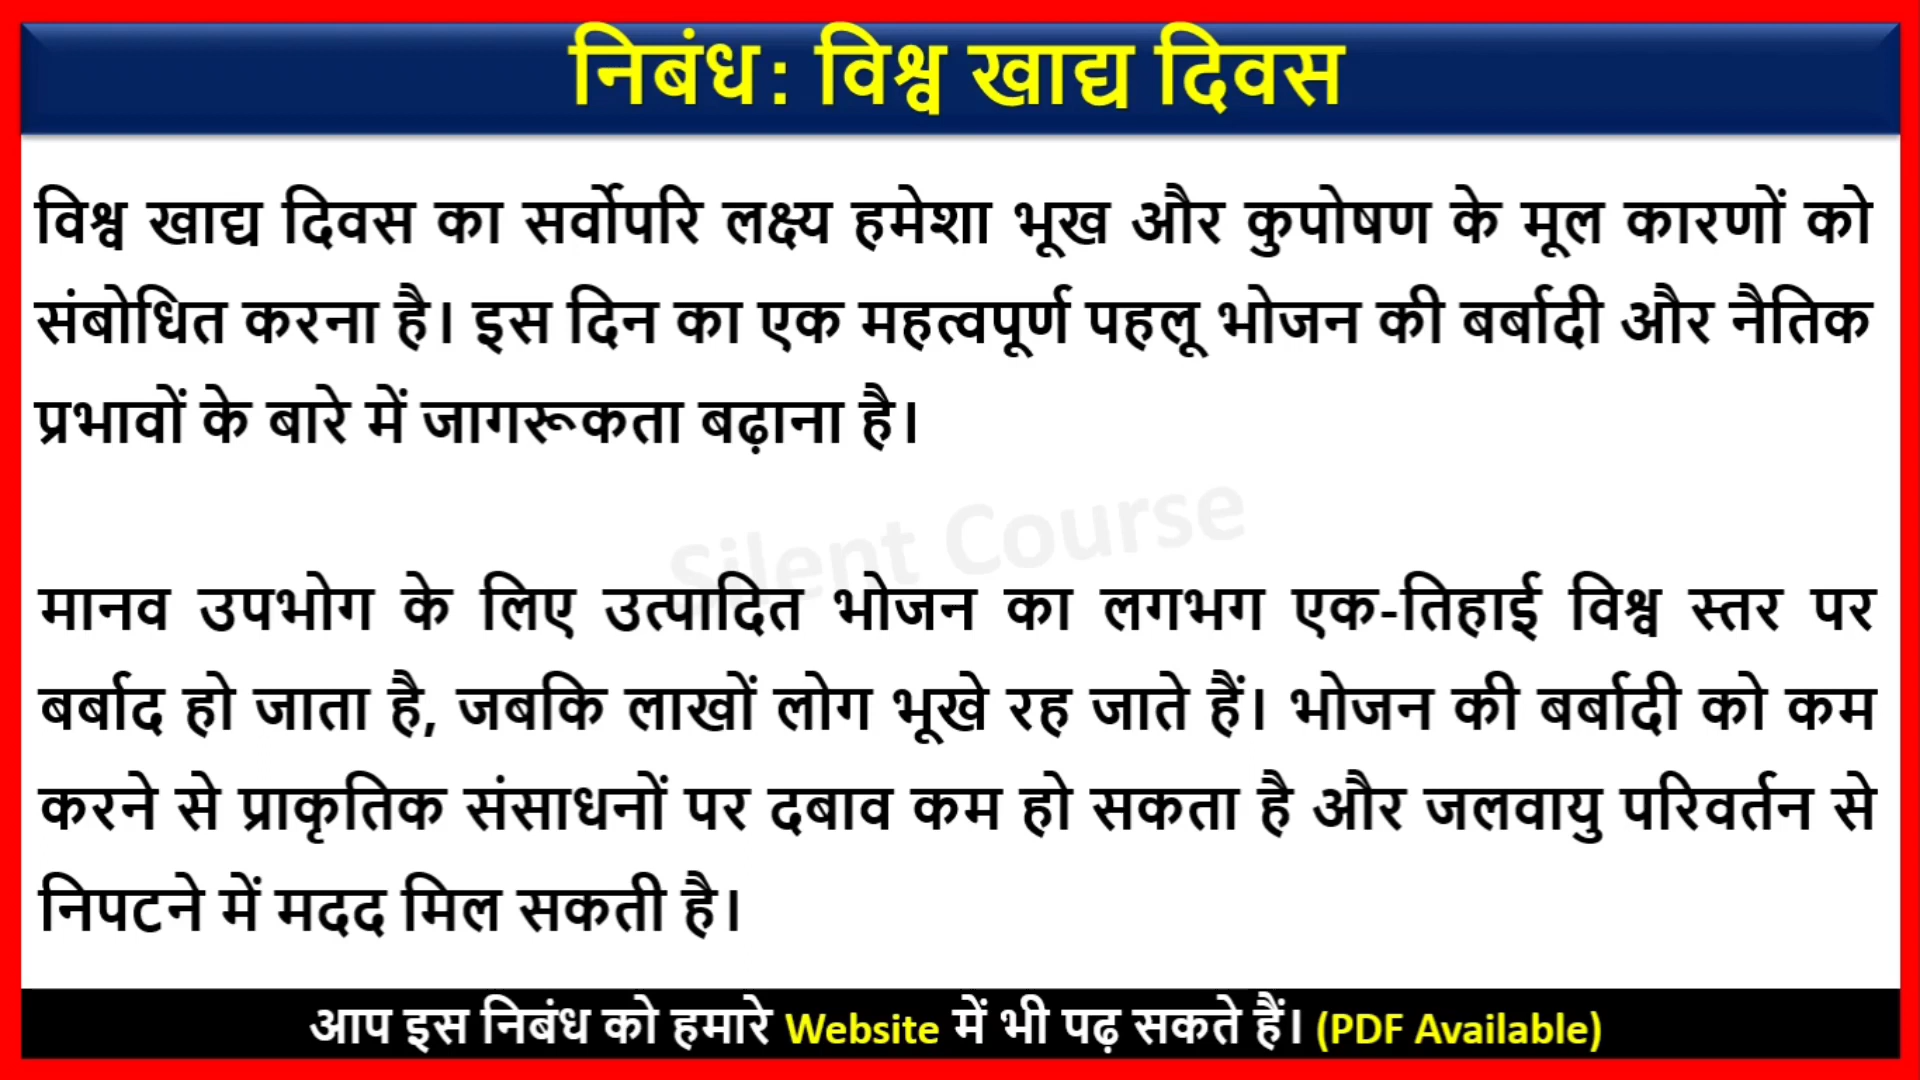 निबंध: विश्व खाद्य दिवस
विश्व खाद्य दिवस का सर्वोपरि लक्ष्य हमेशा भूख और कुपोषण के मूल कारणों को
संबोधित करना है। इस दिन का एक महत्वपूर्ण पहलू भोजन की बर्बादी और नैतिक
प्रभावों के बारे में जागरूकता बढ़ाना है।
Silent Course
मानव उपभोग के लिए उत्पादित भोजन का लगभग एक-तिहाई विश्व स्तर पर
बर्बाद हो जाता है, जबकि लाखों लोग भूखे रह जाते हैं। भोजन की बर्बादी को कम
करने से प्राकृतिक संसाधनों पर दबाव कम हो सकता है और जलवायु परिवर्तन से
निपटने में मदद मिल सकती है।
आप इस निबंध को हमारे Website में भी पढ़ सकते हैं। (PDF Available)